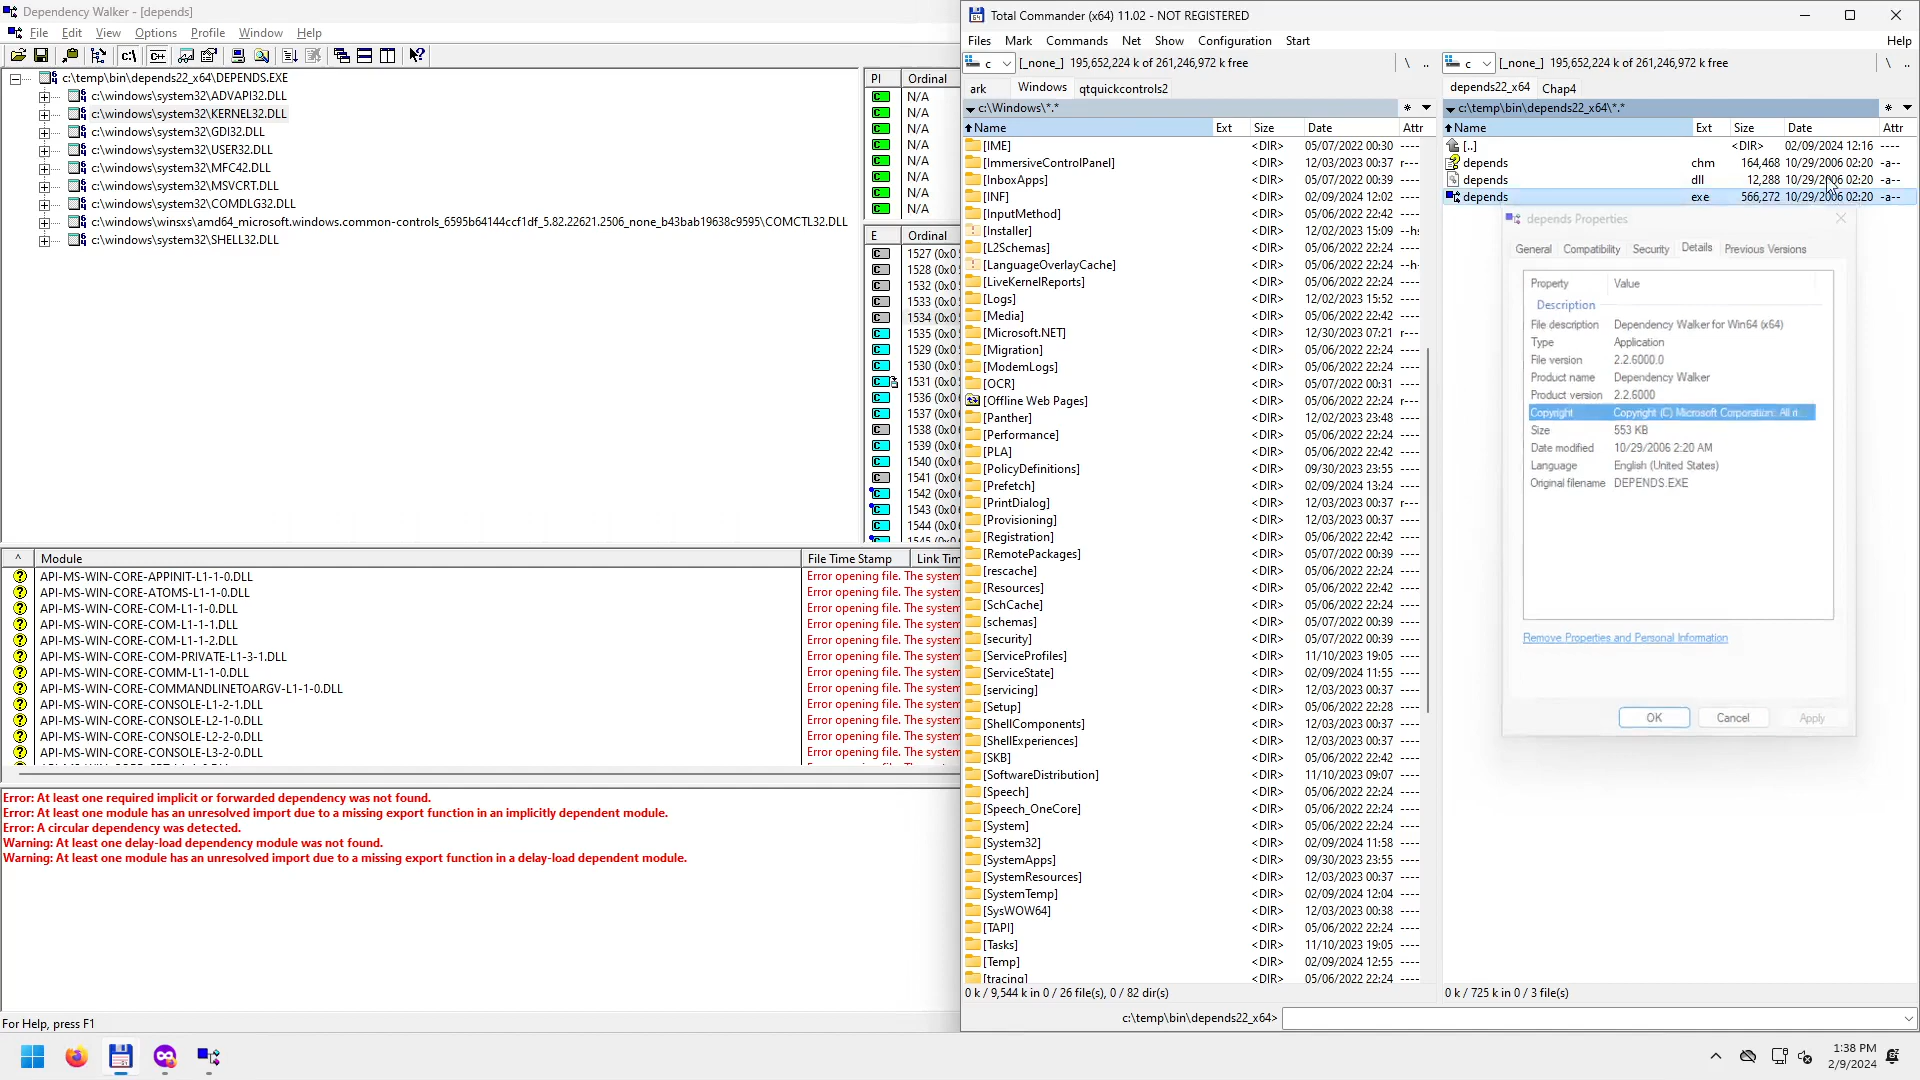 Dependency Walker - [depends]
File Edit View Options Profile Window Help
c:\ C++
c:\temp\bin\depends22_x64\DEPENDS.EXE
c:\windows\system32\ADVAPI32.DLL
c:\windows\system32\KERNEL32.DLL
c:\windows\system32\GDI32.DLL
c:\windows\system32\USER32.DLL
c:\windows\system32\MFC42.DLL
c:\windows\system32\MSVCRT.DLL
c:\windows\system32\COMDLG32.DLL
c:\windows\winsxs\amd64_microsoft.windows.common-controls_6595b64144ccf1df_5.82.22621.2506_none_b43bab19638c9595\COMCTL32.DLL
c:\windows\system32\SHELL32.DLL
PI Ordinal
C N/A
C N/A
C N/A
C N/A
C N/A
C N/A
C N/A
C N/A
E Ordinal
C 1527 (0x0
C 1528 (0x0
C 1532 (0x0
C 1533 (0x0
C 1534 (0x0
C 1535 (0x0
C 1529 (0x0
C 1530 (0x0
C 1531 (0x0
C 1536 (0x0
C 1537 (0x0
C 1538 (0x0
C 1539 (0x0
C 1540 (0x0
C 1541 (0x0
C 1542 (0x0
C 1543 (0x0
C 1544 (0x0
^ Module File Time Stamp Link Tim
API-MS-WIN-CORE-APPINIT-L1-1-0.DLL Error opening file. The system
API-MS-WIN-CORE-ATOMS-L1-1-0.DLL Error opening file. The system
API-MS-WIN-CORE-COM-L1-1-0.DLL Error opening file. The system
API-MS-WIN-CORE-COM-L1-1-1.DLL Error opening file. The system
API-MS-WIN-CORE-COM-L1-1-2.DLL Error opening file. The system
API-MS-WIN-CORE-COM-PRIVATE-L1-3-1.DLL Error opening file. The system
API-MS-WIN-CORE-COMM-L1-1-0.DLL Error opening file. The system
API-MS-WIN-CORE-COMMANDLINETOARGV-L1-1-0.DLL Error opening file. The system
API-MS-WIN-CORE-CONSOLE-L1-2-1.DLL Error opening file. The system
API-MS-WIN-CORE-CONSOLE-L2-1-0.DLL Error opening file. The system
API-MS-WIN-CORE-CONSOLE-L2-2-0.DLL Error opening file. The system
API-MS-WIN-CORE-CONSOLE-L3-2-0.DLL Error opening file. The system
Error: At least one required implicit or forwarded dependency was not found.
Error: At least one module has an unresolved import due to a missing export function in an implicitly dependent module.
Error: A circular dependency was detected.
Warning: At least one delay-load dependency module was not found.
Warning: At least one module has an unresolved import due to a missing export function in a delay-load dependent module.
For Help, press F1
Total Commander (x64) 11.02 - NOT REGISTERED
Files Mark Commands Net Show Configuration Start Help
c [_none_] 195,652,224 k of 261,246,972 k free \ ..
ark Windows qtquickcontrols2
c:\Windows\*.* *
Name Ext Size Date Attr
[IME] <DIR> 05/07/2022 00:30 ----
[ImmersiveControlPanel] <DIR> 12/03/2023 00:37 r---
[InboxApps] <DIR> 05/07/2022 00:39 ----
[INF] <DIR> 02/09/2024 12:02 ----
[InputMethod] <DIR> 05/06/2022 22:42 ----
[Installer] <DIR> 12/02/2023 15:09 --hs
[L2Schemas] <DIR> 05/06/2022 22:24 ----
[LanguageOverlayCache] <DIR> 05/06/2022 22:24 --h-
[LiveKernelReports] <DIR> 05/06/2022 22:24 ----
[Logs] <DIR> 12/02/2023 15:52 ----
[Media] <DIR> 05/06/2022 22:42 ----
[Microsoft.NET] <DIR> 12/30/2023 07:21 r---
[Migration] <DIR> 05/06/2022 22:24 ----
[ModemLogs] <DIR> 05/06/2022 22:24 ----
[OCR] <DIR> 05/07/2022 00:31 ----
[Offline Web Pages] <DIR> 05/06/2022 22:24 r---
[Panther] <DIR> 12/02/2023 23:48 ----
[Performance] <DIR> 05/06/2022 22:24 ----
[PLA] <DIR> 05/06/2022 22:42 ----
[PolicyDefinitions] <DIR> 09/30/2023 23:55 ----
[Prefetch] <DIR> 02/09/2024 13:24 ----
[PrintDialog] <DIR> 12/03/2023 00:37 r---
[Provisioning] <DIR> 12/03/2023 00:37 ----
[Registration] <DIR> 05/06/2022 22:24 ----
[RemotePackages] <DIR> 05/07/2022 00:39 ----
[rescache] <DIR> 05/06/2022 22:24 ----
[Resources] <DIR> 05/06/2022 22:42 ----
[SchCache] <DIR> 05/06/2022 22:24 ----
[schemas] <DIR> 05/07/2022 00:39 ----
[security] <DIR> 05/07/2022 00:39 ----
[ServiceProfiles] <DIR> 11/10/2023 19:05 ----
[ServiceState] <DIR> 02/09/2024 11:55 ----
[servicing] <DIR> 12/03/2023 00:37 ----
[Setup] <DIR> 05/06/2022 22:28 ----
[ShellComponents] <DIR> 12/03/2023 00:37 ----
[ShellExperiences] <DIR> 12/03/2023 00:37 ----
[SKB] <DIR> 05/06/2022 22:42 ----
[SoftwareDistribution] <DIR> 11/10/2023 09:07 ----
[Speech] <DIR> 05/06/2022 22:24 ----
[Speech_OneCore] <DIR> 05/06/2022 22:24 ----
[System] <DIR> 05/06/2022 22:24 ----
[System32] <DIR> 02/09/2024 11:58 ----
[SystemApps] <DIR> 09/30/2023 23:55 ----
[SystemResources] <DIR> 12/03/2023 00:37 ----
[SystemTemp] <DIR> 02/09/2024 12:04 ----
[SysWOW64] <DIR> 12/03/2023 00:38 ----
[TAPI] <DIR> 05/06/2022 22:24 ----
[Tasks] <DIR> 11/10/2023 19:05 ----
[Temp] <DIR> 02/09/2024 12:55 ----
[tracing] <DIR> 05/06/2022 22:24 ----
0 k / 9,544 k in 0 / 26 file(s), 0 / 82 dir(s)
c [_none_] 195,652,224 k of 261,246,972 k free \ ..
depends22_x64 Chap4
c:\temp\bin\depends22_x64\*.* *
Name Ext Size Date Attr
[..] <DIR> 02/09/2024 12:16 ----
depends chm 164,468 10/29/2006 02:20 -a--
depends dll 12,288 10/29/2006 02:20 -a--
depends exe 566,272 10/29/2006 02:20 -a--
depends Properties
General Compatibility Security Details Previous Versions
Property Value
Description
File description Dependency Walker for Win64 (x64)
Type Application
File version 2.2.6000.0
Product name Dependency Walker
Product version 2.2.6000
Copyright Copyright (C) Microsoft Corporation. All ri...
Size 553 KB
Date modified 10/29/2006 2:20 AM
Language English (United States)
Original filename DEPENDS.EXE
Remove Properties and Personal Information
OK Cancel Apply
0 k / 725 k in 0 / 3 file(s)
c:\temp\bin\depends22_x64>
1:38 PM
2/9/2024